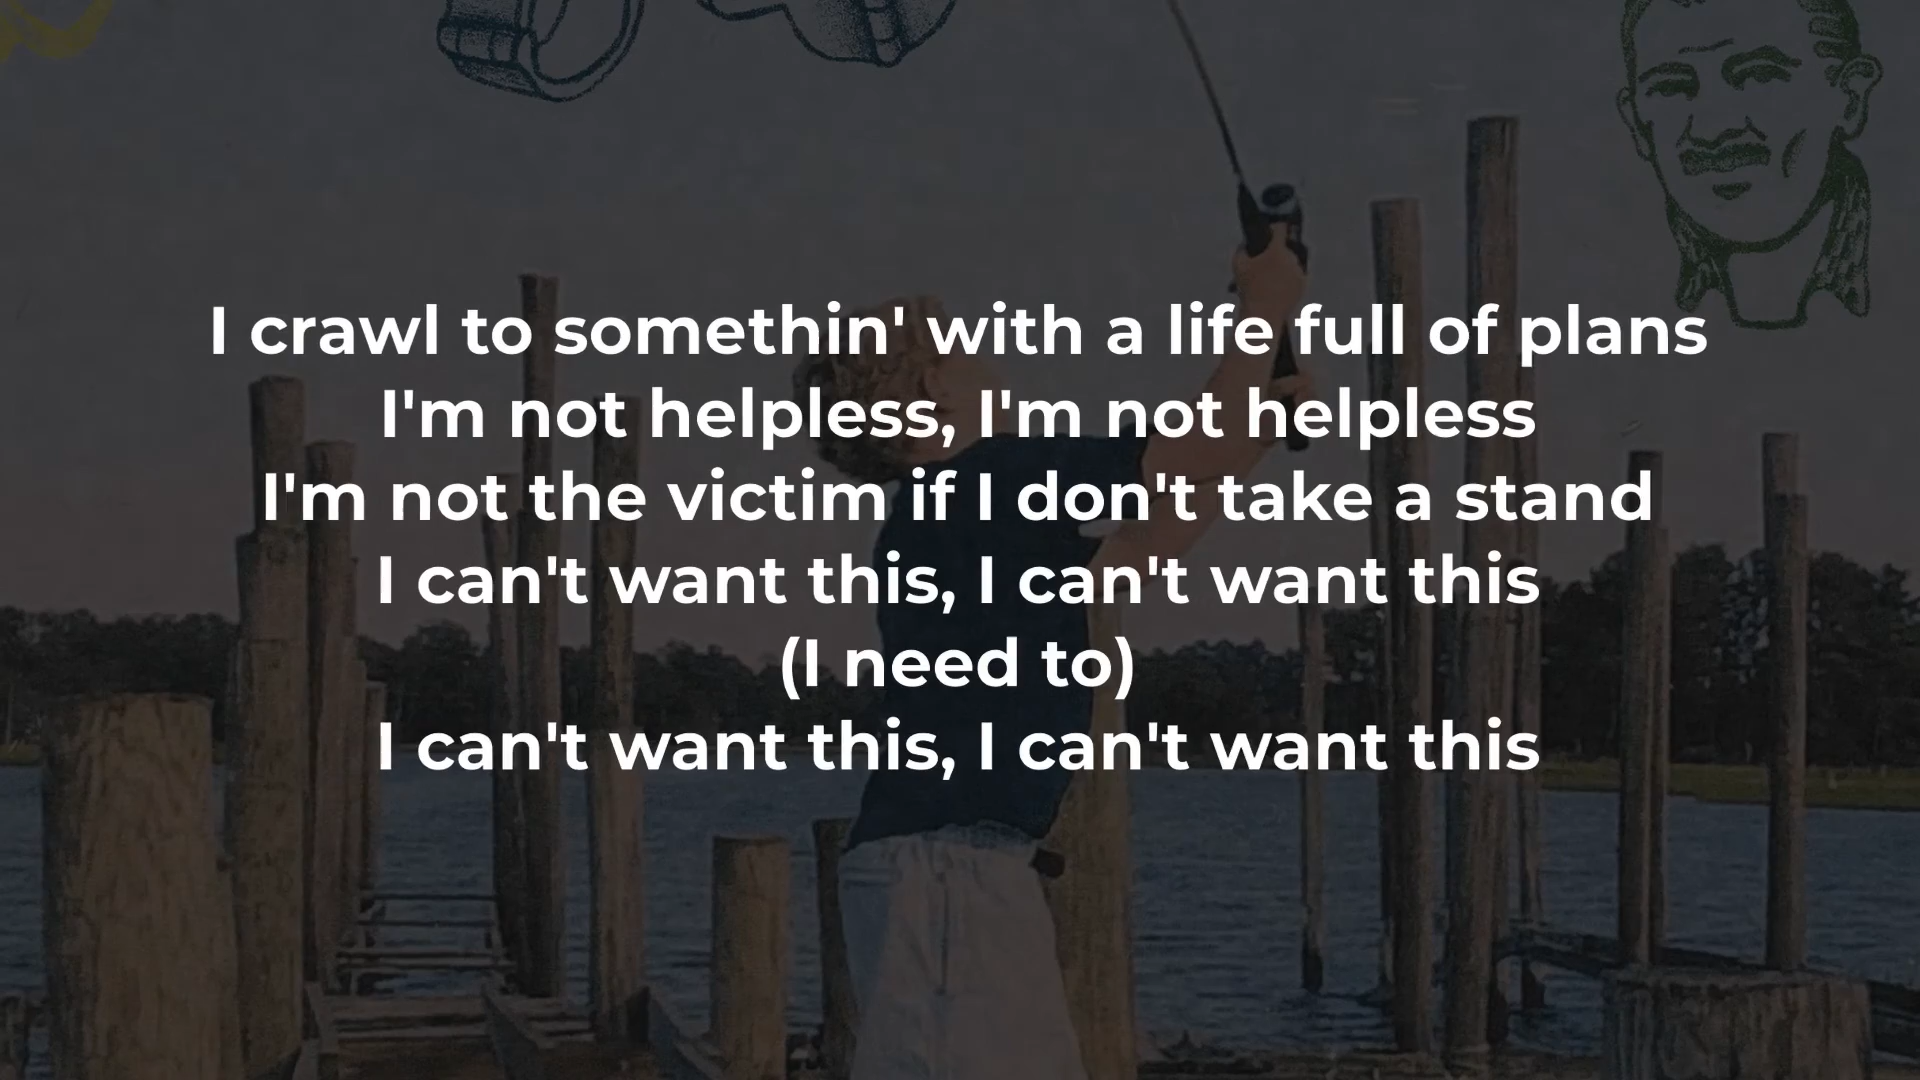 I crawl to somethin' with a life full of plans
I'm not helpless, I'm not helpless
I'm not the victim if I don't take a stand
I can't want this, I can't want this
(I need to)
I can't want this, I can't want this